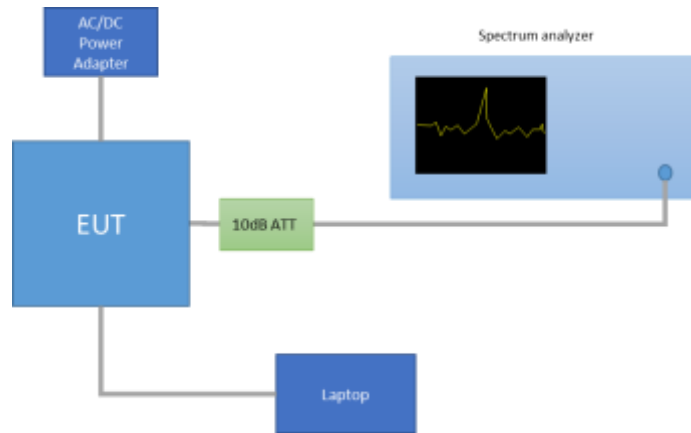 AC/DC
Power
Adapter
Spectrum analyzer
EUT
10dB ATT
Laptop